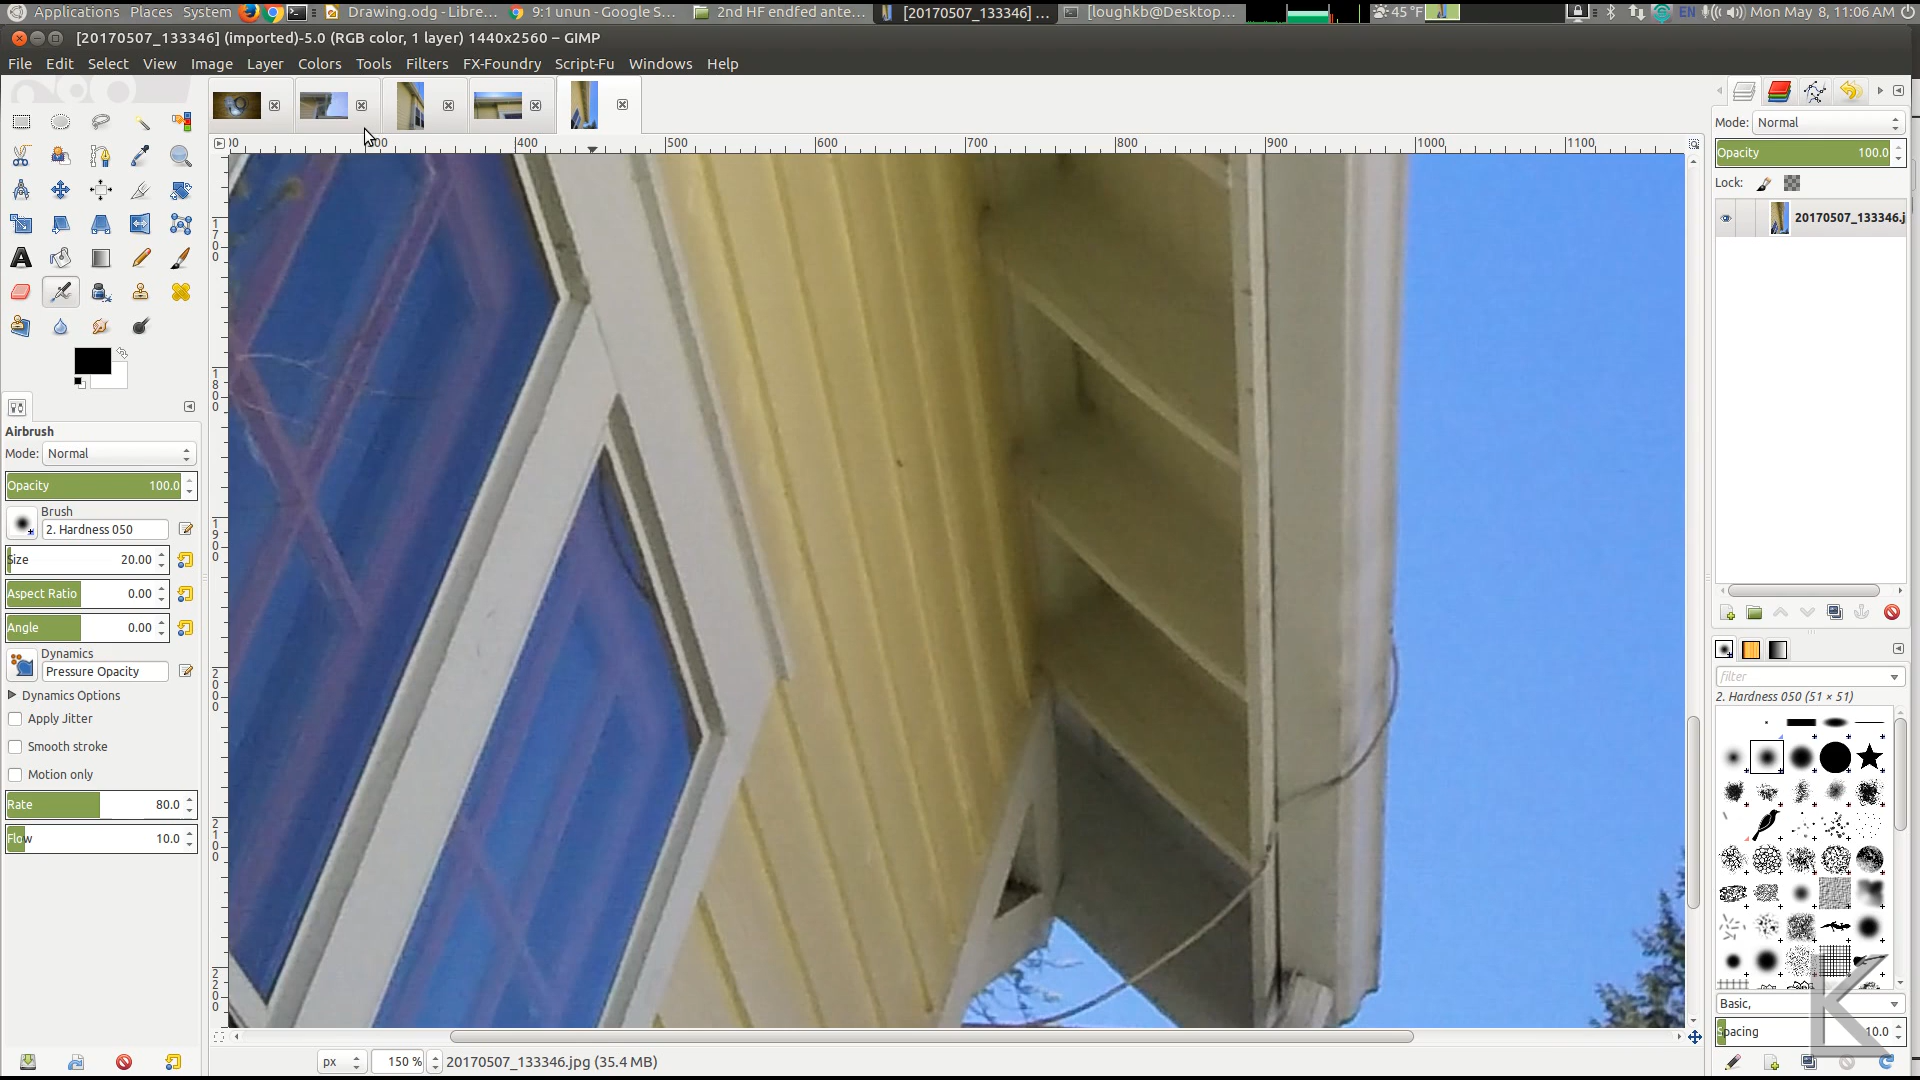 Applications Places System Drawing.odg - Libre... 9:1 unun - Google S... 2nd HF endfed ante... [20170507_133346] ... [loughkb@Desktop... 45 °F EN Mon May 8, 11:06 AM
[20170507_133346] (imported)-5.0 (RGB color, 1 layer) 1440x2560 – GIMP
File Edit Select View Image Layer Colors Tools Filters FX-Foundry Script-Fu Windows Help
Mode: Normal
400 500 600 700 800 900 1000 1100
Opacity 100.0
Lock:
20170507_133346.j
1700
1800
1900
2000
2100
2200
Airbrush
Mode: Normal
Opacity 100.0
Brush
2. Hardness 050
Size 20.00
Aspect Ratio 0.00
Angle 0.00
Dynamics
Pressure Opacity
Dynamics Options
Apply Jitter
Smooth stroke
Motion only
Rate 80.0
Flow 10.0
filter
2. Hardness 050 (51 × 51)
Basic,
Spacing 10.0
px 150 % 20170507_133346.jpg (35.4 MB)
K